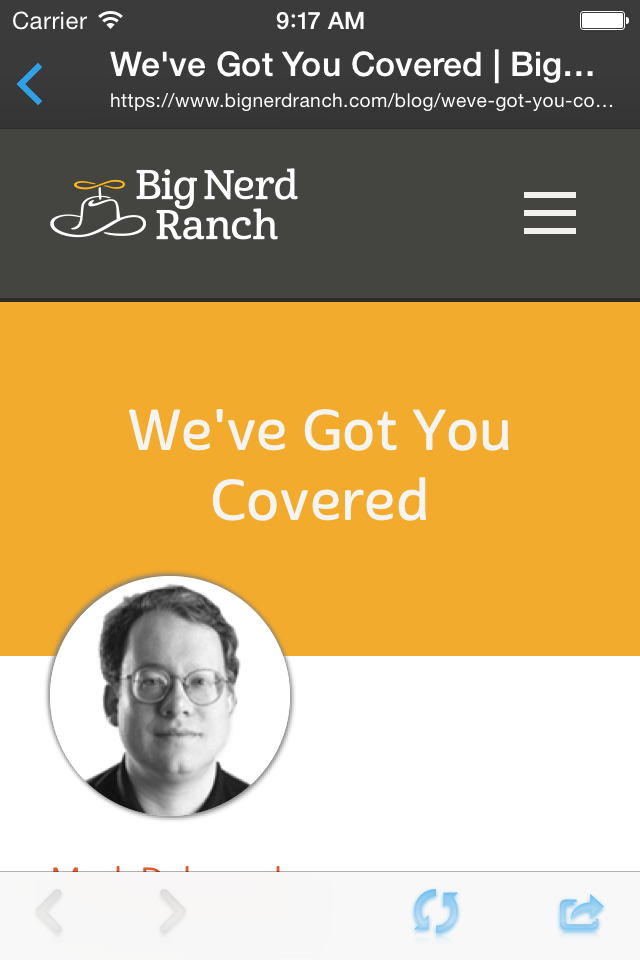 Carrier 9:17 AM
We've Got You Covered | Big...
https://www.bignerdranch.com/blog/weve-got-you-co...
Big Nerd
Ranch
We've Got You
Covered